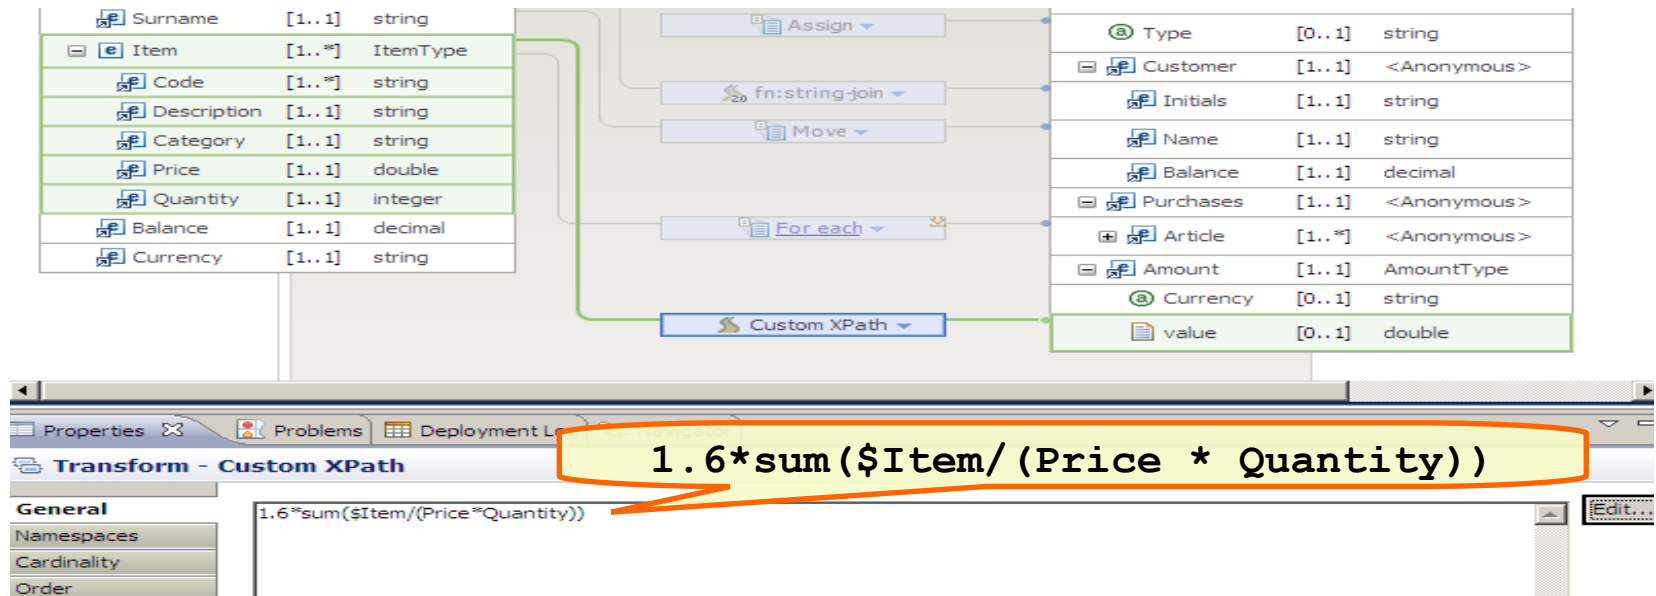 Surname [1..1] string
Item [1..*] ItemType
Code [1..*] string
Description [1..1] string
Category [1..1] string
Price [1..1] double
Quantity [1..1] integer
Balance [1..1] decimal
Currency [1..1] string
Assign
fn:string-join
2.0
Move
For each
Custom XPath
Type [0..1] string
Customer [1..1] <Anonymous>
Initials [1..1] string
Name [1..1] string
Balance [1..1] decimal
Purchases [1..1] <Anonymous>
Article [1..*] <Anonymous>
Amount [1..1] AmountType
Currency [0..1] string
value [0..1] double
Properties Problems Deployment Log Navigator
Transform - Custom XPath
1.6*sum($Item/(Price * Quantity))
General
Namespaces
Cardinality
Order
1.6*sum($Item/(Price*Quantity))
Edit...